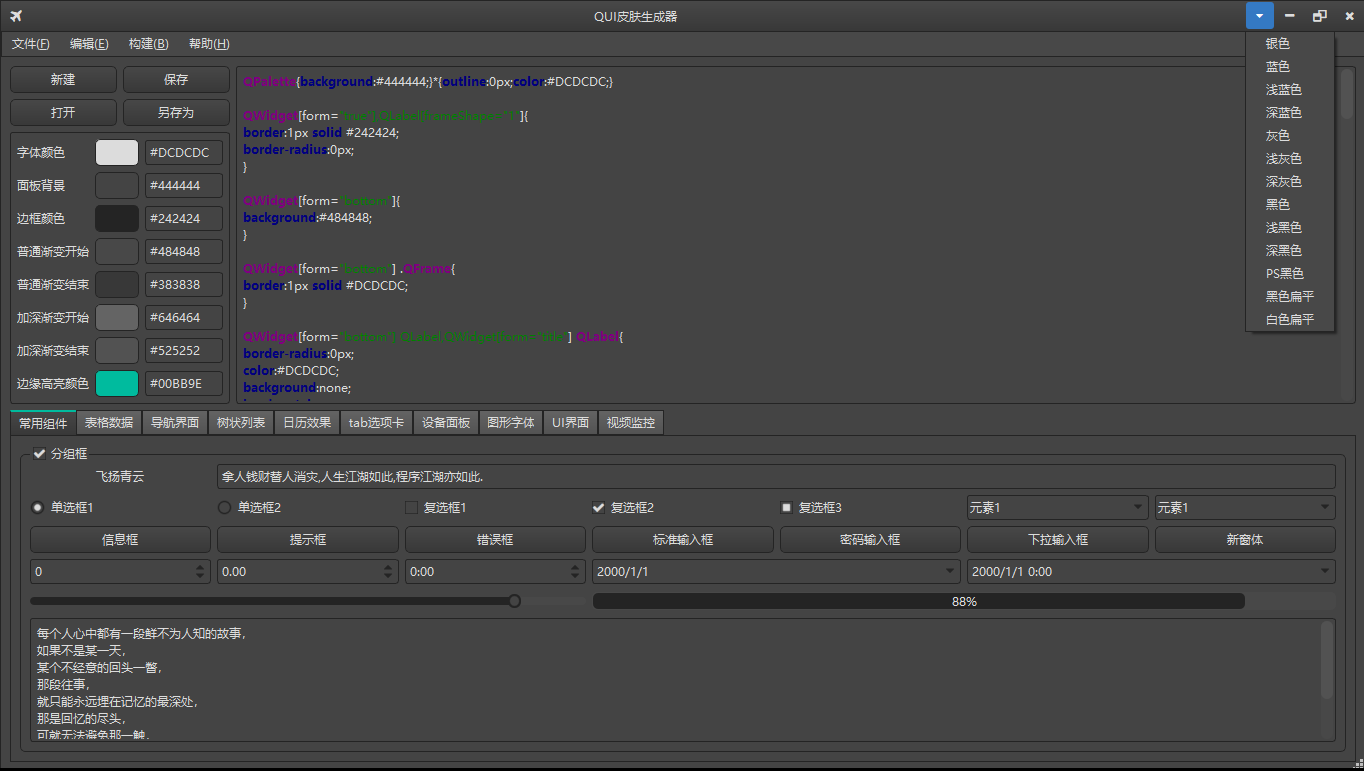 QUI皮肤生成器
文件(F) 编辑(E) 构建(B) 帮助(H)
银色
蓝色
浅蓝色
深蓝色
灰色
浅灰色
深灰色
黑色
浅黑色
深黑色
PS黑色
黑色扁平
白色扁平
新建 保存
打开 另存为
字体颜色 #DCDCDC
面板背景 #444444
边框颜色 #242424
普通渐变开始 #484848
普通渐变结束 #383838
加深渐变开始 #646464
加深渐变结束 #525252
边缘高亮颜色 #00BB9E
QPalette{background:#444444;}*{outline:0px;color:#DCDCDC;}
QWidget[form="true"],QLabel[frameShape="1"]{
border:1px solid #242424;
border-radius:0px;
}
QWidget[form="bottom"]{
background:#484848;
}
QWidget[form="bottom"] .QFrame{
border:1px solid #DCDCDC;
}
QWidget[form="bottom"] QLabel,QWidget[form="title"] QLabel{
border-radius:0px;
color:#DCDCDC;
background:none;
常用组件 表格数据 导航界面 树状列表 日历效果 tab选项卡 设备面板 图形字体 UI界面 视频监控
分组框
飞扬青云 拿人钱财替人消灾,人生江湖如此,程序江湖亦如此.
单选框1 单选框2 复选框1 复选框2 复选框3 元素1 元素1
信息框 提示框 错误框 标准输入框 密码输入框 下拉输入框 新窗体
0 0.00 0:00 2000/1/1 2000/1/1 0:00
88%
每个人心中都有一段鲜不为人知的故事,
如果不是某一天,
某个不经意的回头一瞥,
那段往事,
就只能永远埋在记忆的最深处,
那是回忆的尽头,
可就无法避免那一触,